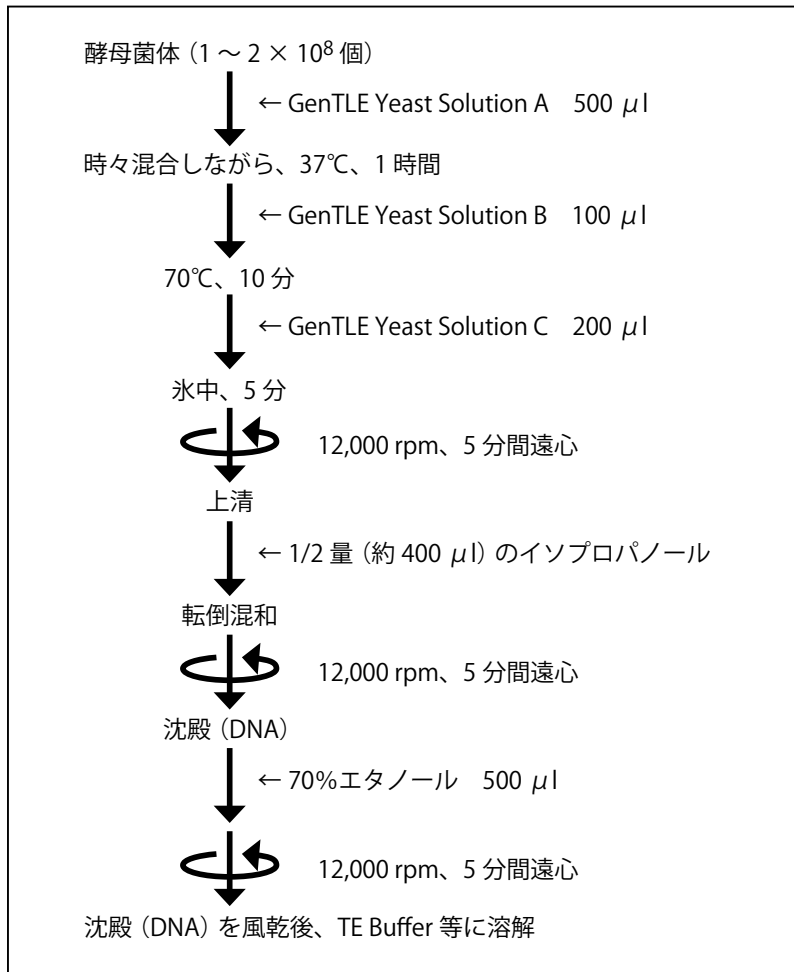 酵母菌体（1 〜 2 × 10⁸ 個）
← GenTLE Yeast Solution A　500 μl
時々混合しながら、37℃、1 時間
← GenTLE Yeast Solution B　100 μl
70℃、10 分
← GenTLE Yeast Solution C　200 μl
氷中、5 分
12,000 rpm、5 分間遠心
上清
← 1/2 量（約 400 μl）のイソプロパノール
転倒混和
12,000 rpm、5 分間遠心
沈殿（DNA）
← 70%エタノール　500 μl
12,000 rpm、5 分間遠心
沈殿（DNA）を風乾後、TE Buffer 等に溶解